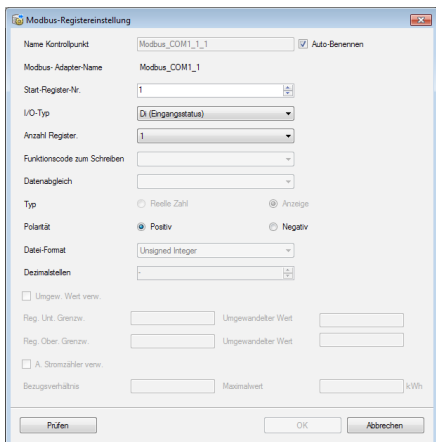 Modbus-Registereinstellung
Name Kontrollpunkt Modbus_COM1_1_1 Auto-Benennen
Modbus- Adapter-Name Modbus_COM1_1
Start-Register-Nr. 1
I/O-Typ Di (Eingangsstatus)
Anzahl Register. 1
Funktionscode zum Schreiben
Datenabgleich
Typ Reelle Zahl Anzeige
Polarität Positiv Negativ
Datei-Format Unsigned Integer
Dezimalstellen -
Umgew. Wert verw.
Reg. Unt. Grenzw. Umgewandelter Wert
Reg. Ober. Grenzw. Umgewandelter Wert
A. Stromzähler verw.
Bezugsverhältnis Maximalwert kWh
Prüfen OK Abbrechen